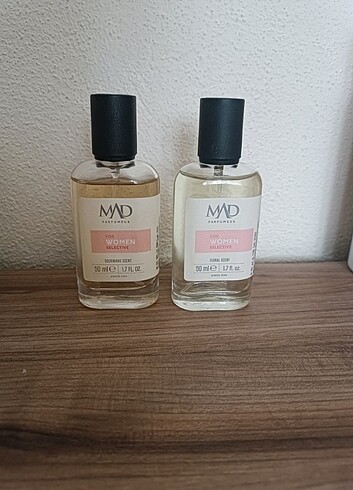 MAD
PARFUMEUR
FOR
WOMEN
SELECTIVE
GOURMAND SCENT
50 ml ℮ 1.7 fl. oz.
MAD
PARFUMEUR
FOR
WOMEN
SELECTIVE
FLORAL SCENT
50 ml ℮ 1.7 fl. oz.